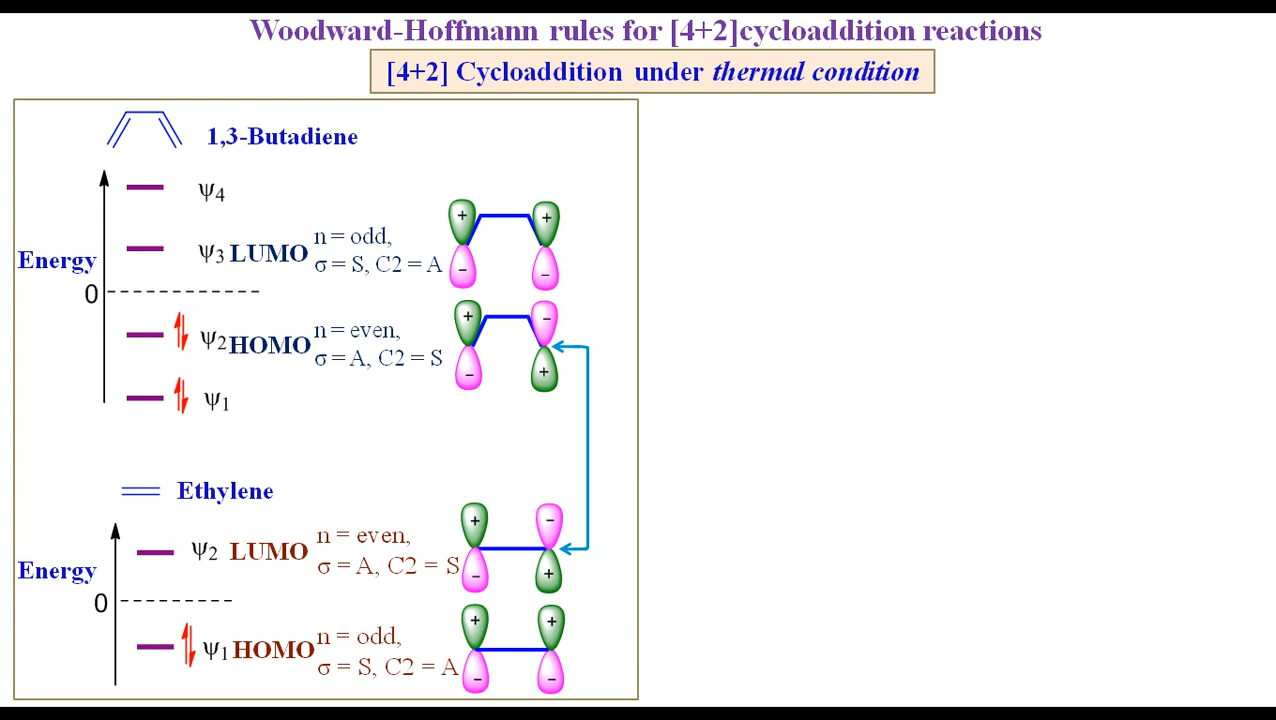 Woodward-Hoffmann rules for [4+2]cycloaddition reactions
[4+2] Cycloaddition under thermal condition
1,3-Butadiene
ψ4
Energy
ψ3 LUMO
n = odd,
σ = S, C2 = A
+ +
− −
0
ψ2 HOMO
n = even,
σ = A, C2 = S
+ −
− +
ψ1
Ethylene
Energy
ψ2 LUMO
n = even,
σ = A, C2 = S
+ −
− +
0
ψ1 HOMO
n = odd,
σ = S, C2 = A
+ +
− −